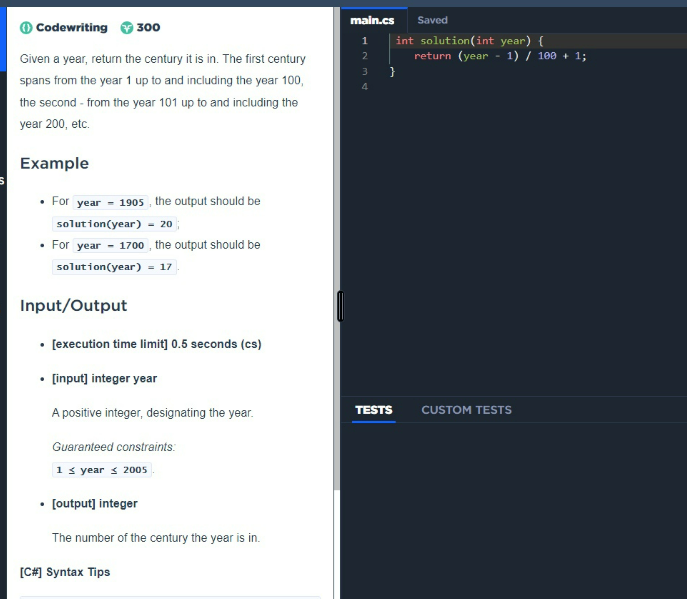 Codewriting 300
Given a year, return the century it is in. The first century
spans from the year 1 up to and including the year 100,
the second - from the year 101 up to and including the
year 200, etc.
Example
• For year = 1905, the output should be
solution(year) = 20;
• For year = 1700, the output should be
solution(year) = 17.
Input/Output
• [execution time limit] 0.5 seconds (cs)
• [input] integer year
A positive integer, designating the year.
Guaranteed constraints:
1 ≤ year ≤ 2005.
• [output] integer
The number of the century the year is in.
[C#] Syntax Tips
s
main.cs Saved
1 int solution(int year) {
2 return (year - 1) / 100 + 1;
3 }
4
TESTS CUSTOM TESTS